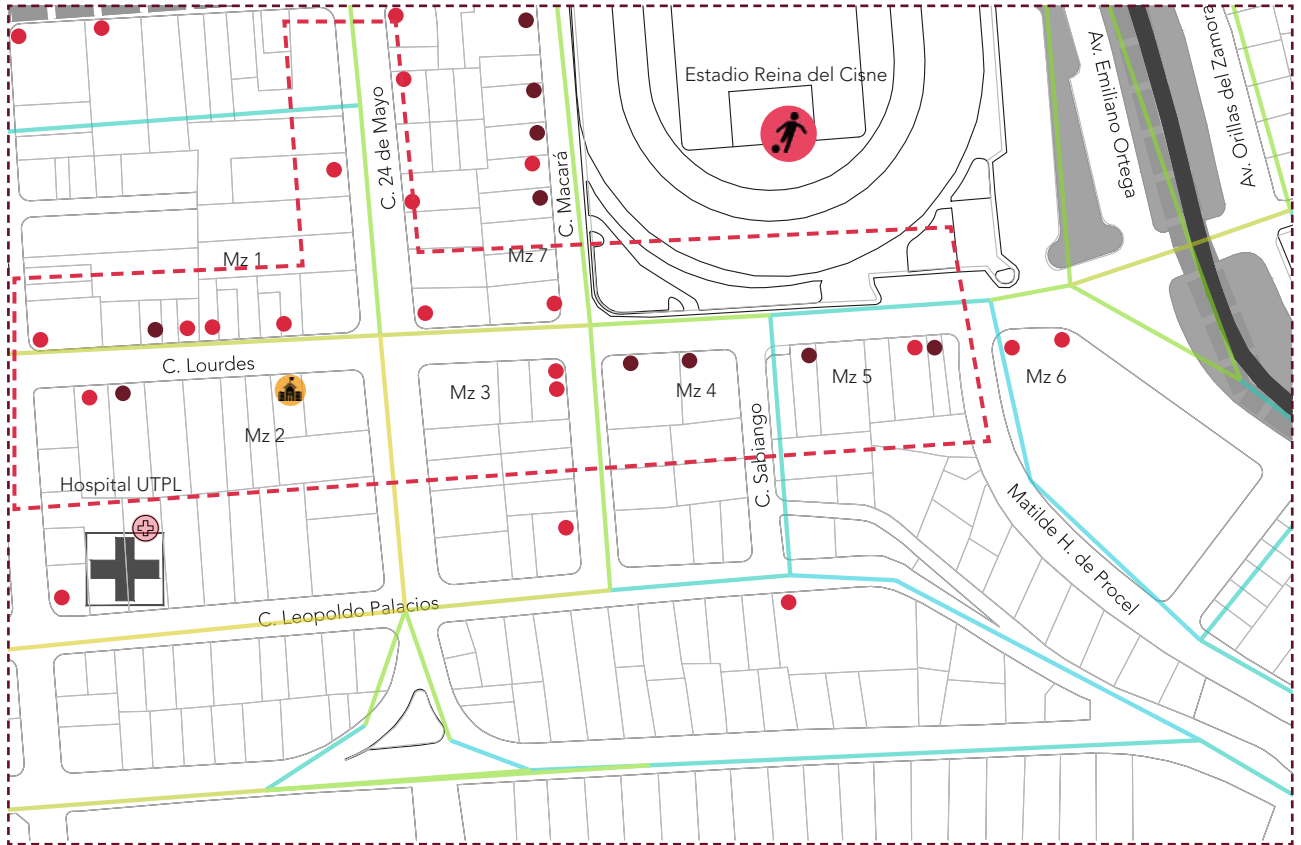 Estadio Reina del Cisne
Av. Emiliano Ortega
Av. Orillas del Zamora
C. 24 de Mayo
C. Macará
Mz 1
Mz 7
C. Lourdes
Mz 2
Mz 3
Mz 4
Mz 5
Mz 6
C. Sabiango
Hospital UTPL
Matilde H. de Procel
C. Leopoldo Palacios